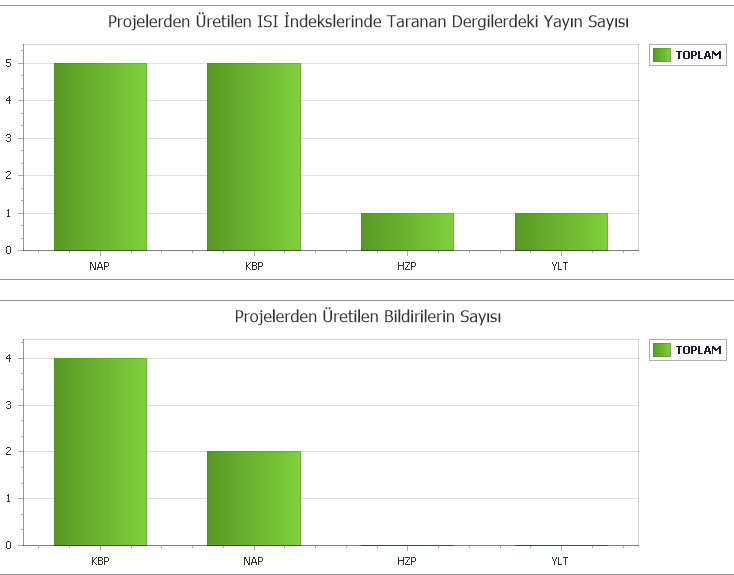 Projelerden Üretilen ISI İndekslerinde Taranan Dergilerdeki Yayın Sayısı
TOPLAM
5
4
3
2
1
0
NAP KBP HZP YLT
Projelerden Üretilen Bildirilerin Sayısı
TOPLAM
4
3
2
1
0
KBP NAP HZP YLT